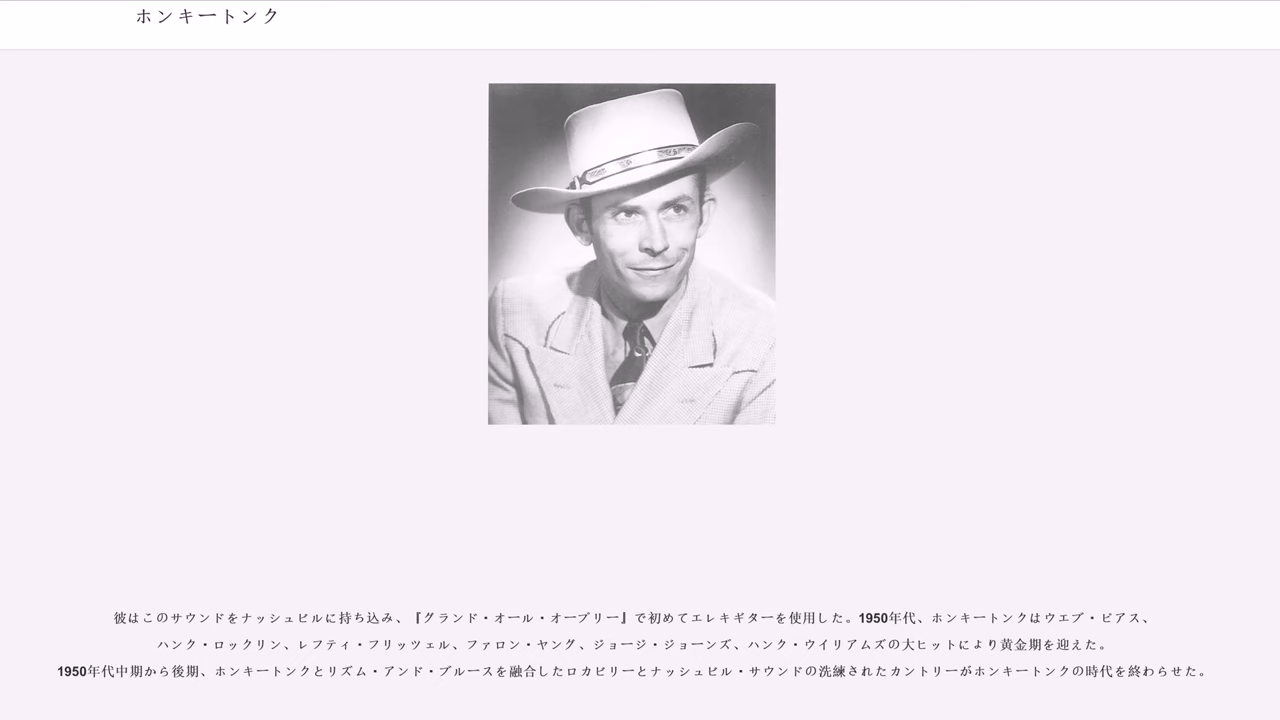 ホンキートンク
彼はこのサウンドをナッシュビルに持ち込み、『グランド・オール・オープリー』で初めてエレキギターを使用した。1950年代、ホンキートンクはウエブ・ピアス、
ハンク・ロックリン、レフティ・フリッツェル、ファロン・ヤング、ジョージ・ジョーンズ、ハンク・ウイリアムズの大ヒットにより黄金期を迎えた。
1950年代中期から後期、ホンキートンクとリズム・アンド・ブルースを融合したロカビリーとナッシュビル・サウンドの洗練されたカントリーがホンキートンクの時代を終わらせた。